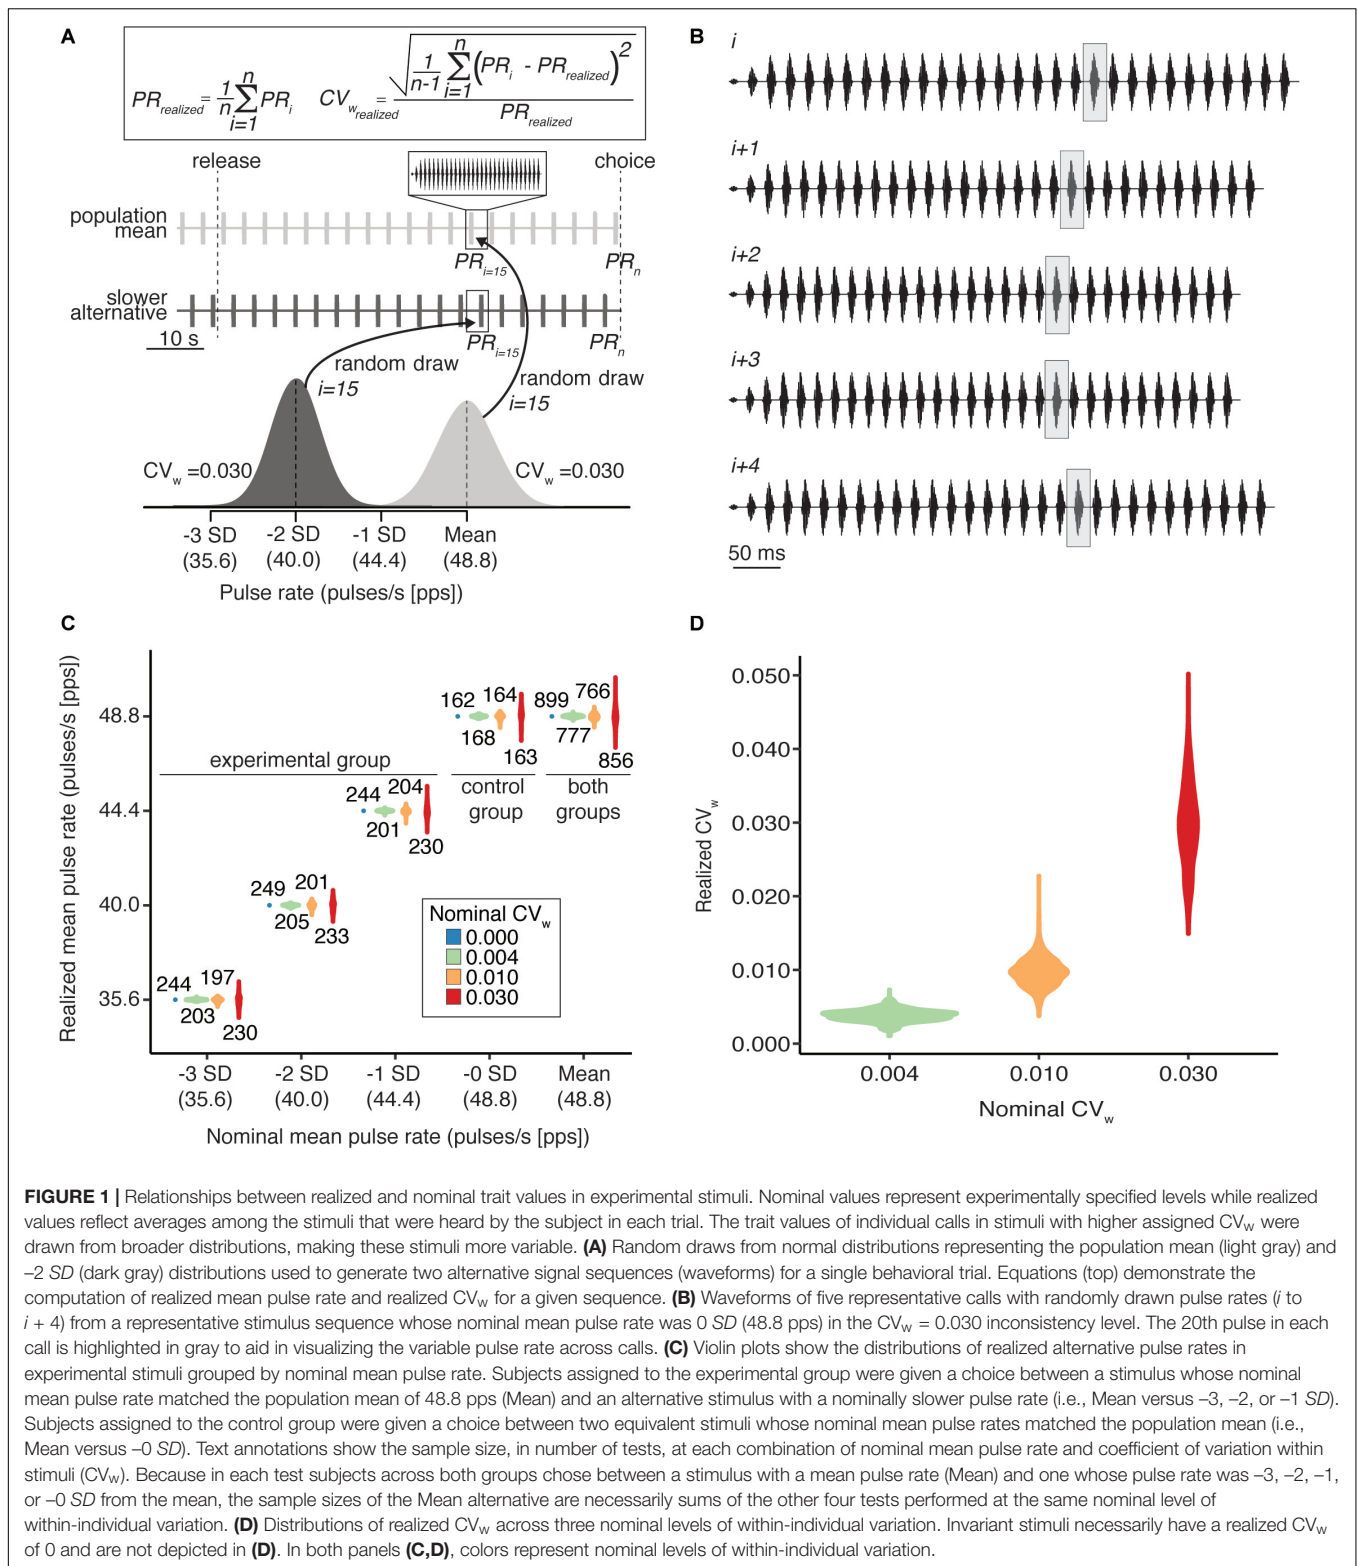 A
PR_realized = 1/n n∑i=1 PR_i CV_w_realized = √(1/(n-1) n∑i=1 (PR_i - PR_realized)²) / PR_realized
release
choice
population
mean
PR_i=15
PR_n
slower
alternative
10 s
PR_i=15
PR_n
random draw
i=15
random draw
i=15
CV_w =0.030
CV_w =0.030
-3 SD
(35.6)
-2 SD
(40.0)
-1 SD
(44.4)
Mean
(48.8)
Pulse rate (pulses/s [pps])
B
i
i+1
i+2
i+3
i+4
50 ms
C
Realized mean pulse rate (pulses/s [pps])
48.8
44.4
40.0
35.6
162 164 899 766
168 777
163 856
experimental group
control
group
both
groups
244 204
201
230
249 201
205
233
244 197
203
230
Nominal CV_w
0.000
0.004
0.010
0.030
-3 SD
(35.6)
-2 SD
(40.0)
-1 SD
(44.4)
-0 SD
(48.8)
Mean
(48.8)
Nominal mean pulse rate (pulses/s [pps])
D
Realized CV_w
0.050
0.040
0.030
0.020
0.010
0.000
0.004 0.010 0.030
Nominal CV_w
FIGURE 1 | Relationships between realized and nominal trait values in experimental stimuli. Nominal values represent experimentally specified levels while realized
values reflect averages among the stimuli that were heard by the subject in each trial. The trait values of individual calls in stimuli with higher assigned CV_w were
drawn from broader distributions, making these stimuli more variable. (A) Random draws from normal distributions representing the population mean (light gray) and
–2 SD (dark gray) distributions used to generate two alternative signal sequences (waveforms) for a single behavioral trial. Equations (top) demonstrate the
computation of realized mean pulse rate and realized CV_w for a given sequence. (B) Waveforms of five representative calls with randomly drawn pulse rates (i to
i + 4) from a representative stimulus sequence whose nominal mean pulse rate was 0 SD (48.8 pps) in the CV_w = 0.030 inconsistency level. The 20th pulse in each
call is highlighted in gray to aid in visualizing the variable pulse rate across calls. (C) Violin plots show the distributions of realized alternative pulse rates in
experimental stimuli grouped by nominal mean pulse rate. Subjects assigned to the experimental group were given a choice between a stimulus whose nominal
mean pulse rate matched the population mean of 48.8 pps (Mean) and an alternative stimulus with a nominally slower pulse rate (i.e., Mean versus –3, –2, or –1 SD).
Subjects assigned to the control group were given a choice between two equivalent stimuli whose nominal mean pulse rates matched the population mean (i.e.,
Mean versus –0 SD). Text annotations show the sample size, in number of tests, at each combination of nominal mean pulse rate and coefficient of variation within
stimuli (CV_w). Because in each test subjects across both groups chose between a stimulus with a mean pulse rate (Mean) and one whose pulse rate was –3, –2, –1,
or –0 SD from the mean, the sample sizes of the Mean alternative are necessarily sums of the other four tests performed at the same nominal level of
within-individual variation. (D) Distributions of realized CV_w across three nominal levels of within-individual variation. Invariant stimuli necessarily have a realized CV_w
of 0 and are not depicted in (D). In both panels (C,D), colors represent nominal levels of within-individual variation.